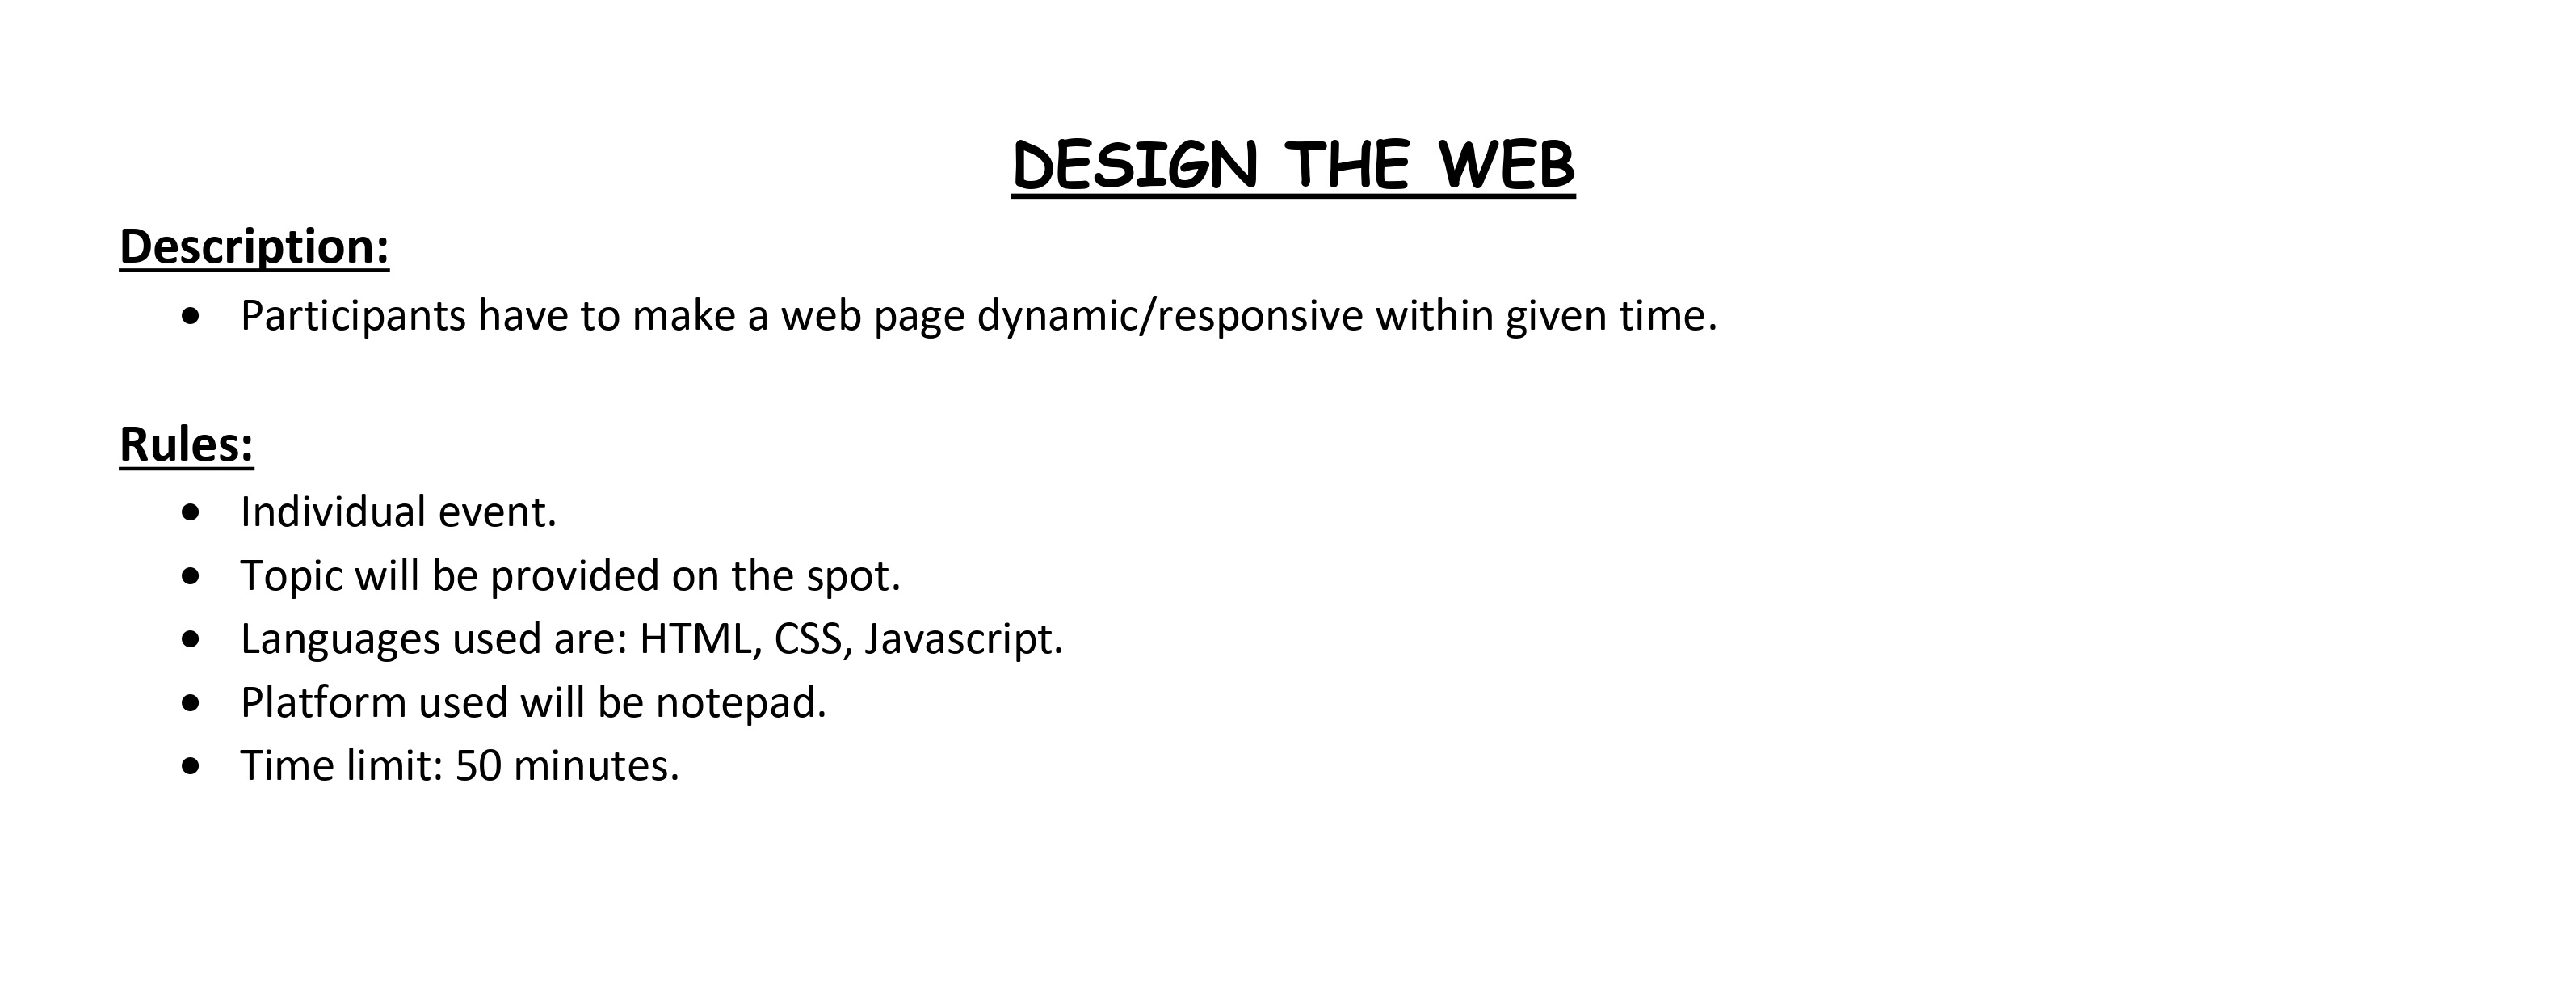 DESIGN THE WEB
Description:
• Participants have to make a web page dynamic/responsive within given time.
Rules:
• Individual event.
• Topic will be provided on the spot.
• Languages used are: HTML, CSS, Javascript.
• Platform used will be notepad.
• Time limit: 50 minutes.